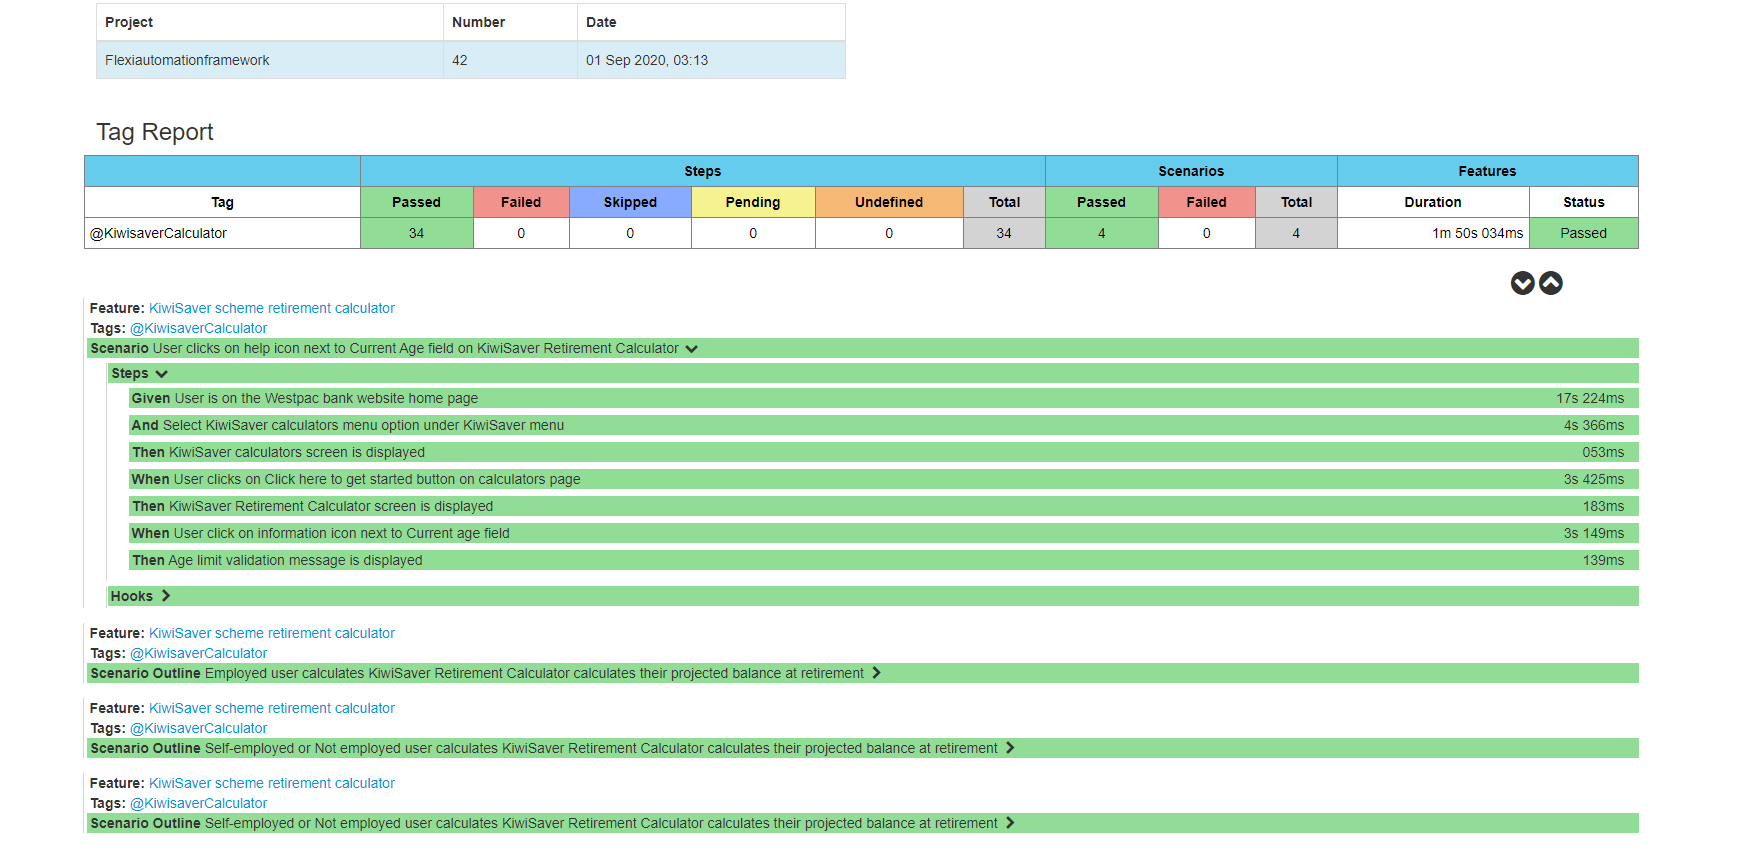 Project Number Date
Flexiautomationframework 42 01 Sep 2020, 03:13
Tag Report
Steps Scenarios Features
Tag Passed Failed Skipped Pending Undefined Total Passed Failed Total Duration Status
@KiwisaverCalculator 34 0 0 0 0 34 4 0 4 1m 50s 034ms Passed
Feature: KiwiSaver scheme retirement calculator
Tags: @KiwisaverCalculator
Scenario User clicks on help icon next to Current Age field on KiwiSaver Retirement Calculator
Steps
Given User is on the Westpac bank website home page 17s 224ms
And Select KiwiSaver calculators menu option under KiwiSaver menu 4s 366ms
Then KiwiSaver calculators screen is displayed 053ms
When User clicks on Click here to get started button on calculators page 3s 425ms
Then KiwiSaver Retirement Calculator screen is displayed 183ms
When User click on information icon next to Current age field 3s 149ms
Then Age limit validation message is displayed 139ms
Hooks
Feature: KiwiSaver scheme retirement calculator
Tags: @KiwisaverCalculator
Scenario Outline Employed user calculates KiwiSaver Retirement Calculator calculates their projected balance at retirement
Feature: KiwiSaver scheme retirement calculator
Tags: @KiwisaverCalculator
Scenario Outline Self-employed or Not employed user calculates KiwiSaver Retirement Calculator calculates their projected balance at retirement
Feature: KiwiSaver scheme retirement calculator
Tags: @KiwisaverCalculator
Scenario Outline Self-employed or Not employed user calculates KiwiSaver Retirement Calculator calculates their projected balance at retirement